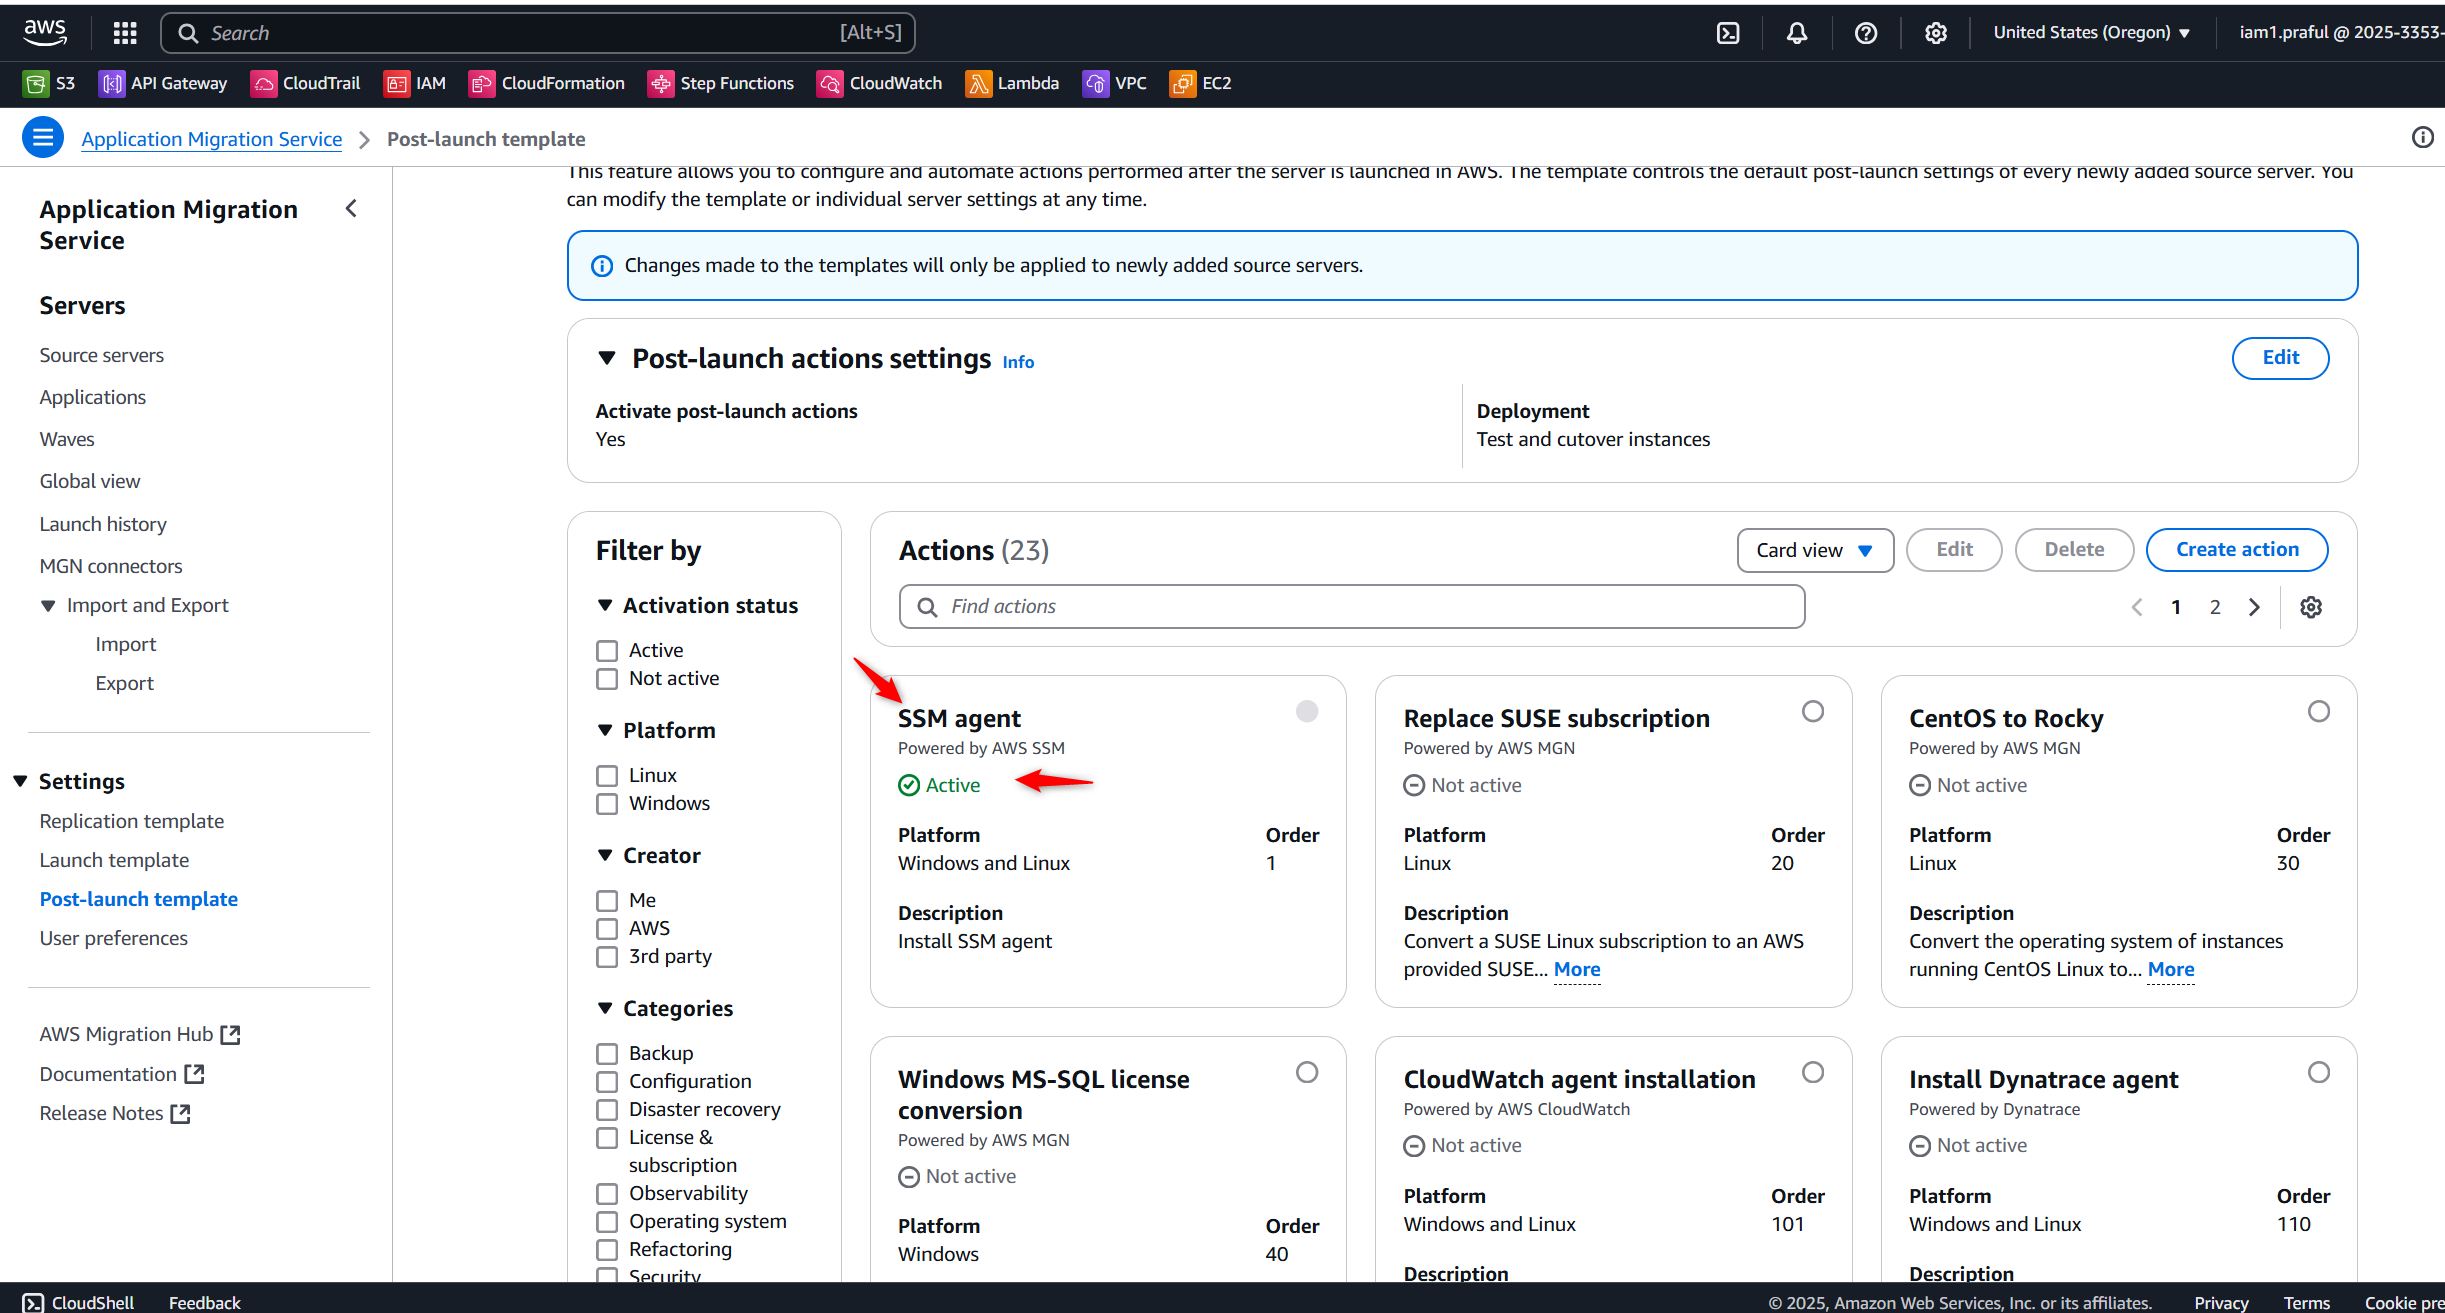 aws
Search
[Alt+S]
United States (Oregon)
iam1.praful @ 2025-3353-
S3
API Gateway
CloudTrail
IAM
CloudFormation
Step Functions
CloudWatch
Lambda
VPC
EC2
Application Migration Service
Post-launch template
Application Migration
Service
Servers
Source servers
Applications
Waves
Global view
Launch history
MGN connectors
Import and Export
Import
Export
Settings
Replication template
Launch template
Post-launch template
User preferences
AWS Migration Hub
Documentation
Release Notes
This feature allows you to configure and automate actions performed after the server is launched in AWS. The template controls the default post-launch settings of every newly added source server. You
can modify the template or individual server settings at any time.
Changes made to the templates will only be applied to newly added source servers.
Post-launch actions settings Info
Edit
Activate post-launch actions
Yes
Deployment
Test and cutover instances
Filter by
Activation status
Active
Not active
Platform
Linux
Windows
Creator
Me
AWS
3rd party
Categories
Backup
Configuration
Disaster recovery
License &
subscription
Observability
Operating system
Refactoring
Security
Actions (23)
Card view
Edit
Delete
Create action
Find actions
1
2
SSM agent
Powered by AWS SSM
Active
Platform
Order
Windows and Linux
1
Description
Install SSM agent
Replace SUSE subscription
Powered by AWS MGN
Not active
Platform
Order
Linux
20
Description
Convert a SUSE Linux subscription to an AWS
provided SUSE... More
CentOS to Rocky
Powered by AWS MGN
Not active
Platform
Order
Linux
30
Description
Convert the operating system of instances
running CentOS Linux to... More
Windows MS-SQL license
conversion
Powered by AWS MGN
Not active
Platform
Order
Windows
40
CloudWatch agent installation
Powered by AWS CloudWatch
Not active
Platform
Order
Windows and Linux
101
Description
Install Dynatrace agent
Powered by Dynatrace
Not active
Platform
Order
Windows and Linux
110
Description
CloudShell
Feedback
© 2025, Amazon Web Services, Inc. or its affiliates.
Privacy
Terms
Cookie pre